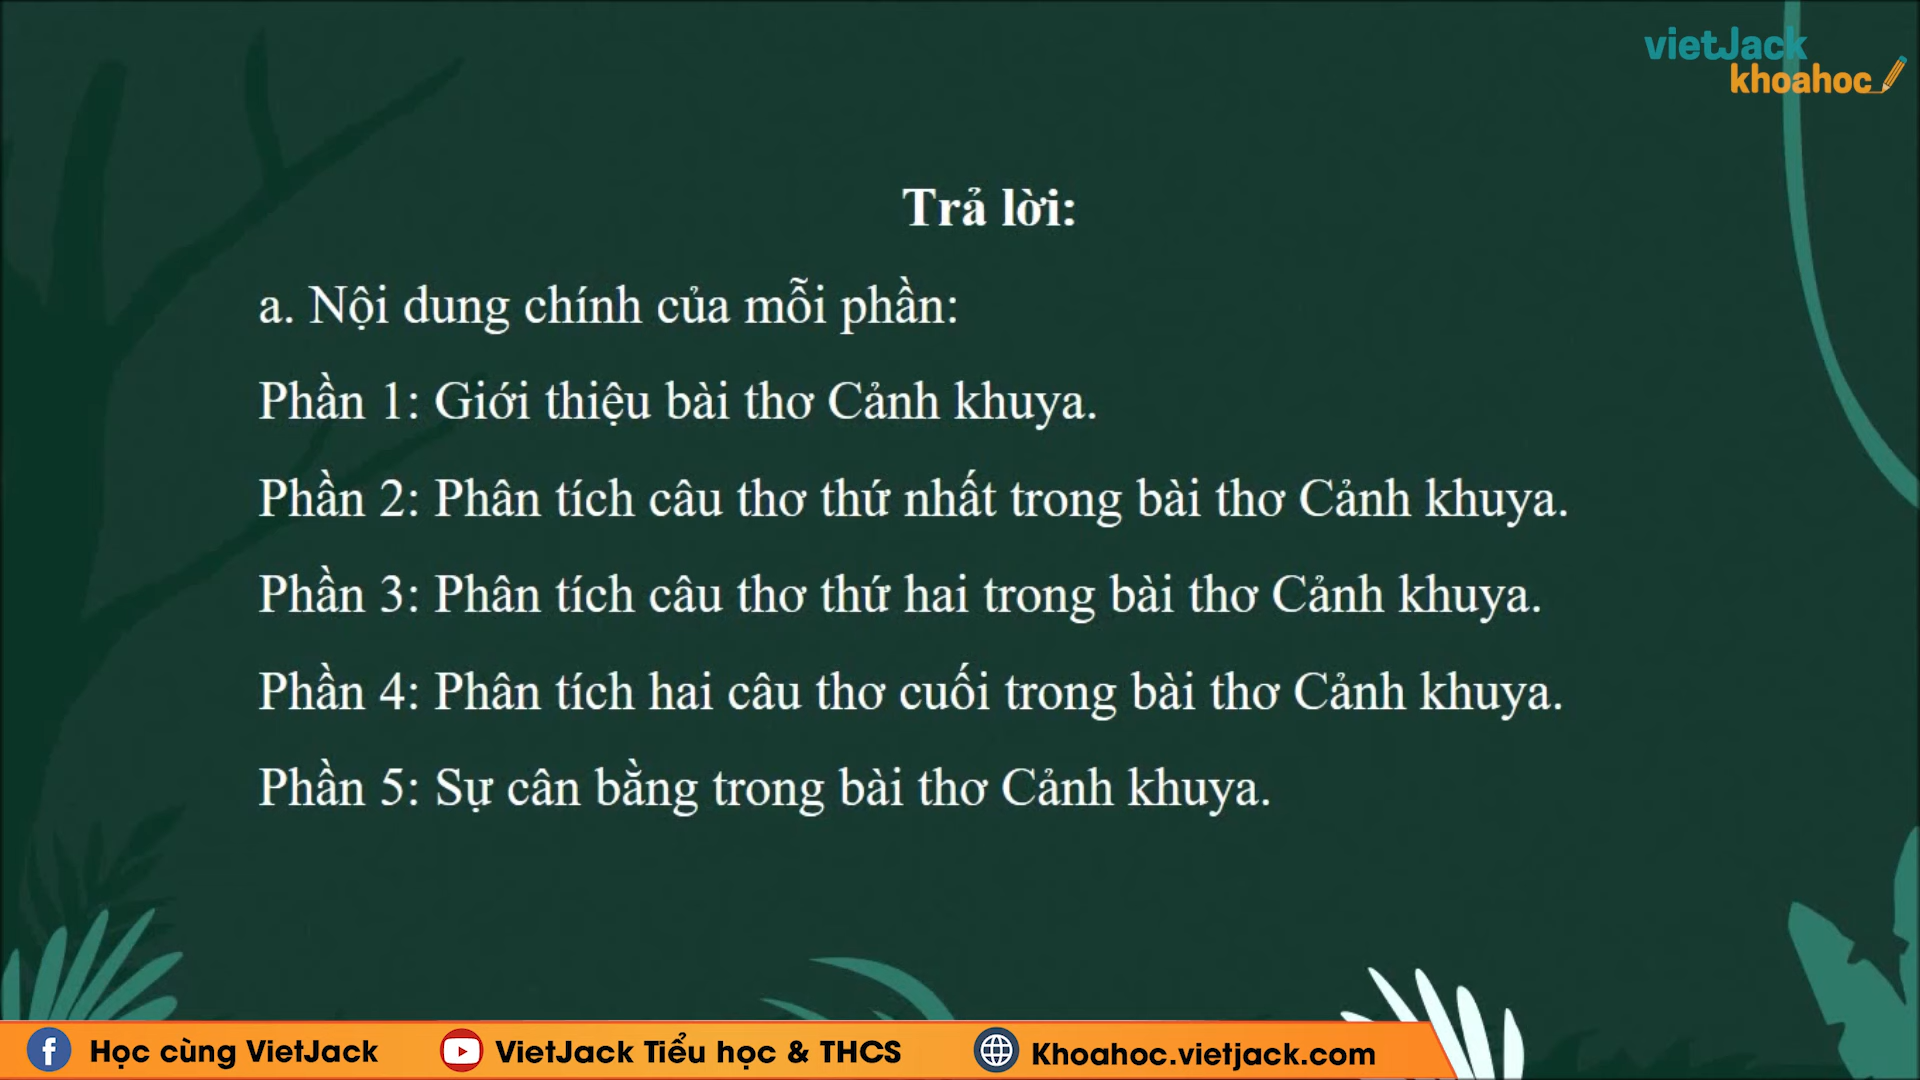 vietJack
khoahoc
Trả lời:
a. Nội dung chính của mỗi phần:
Phần 1: Giới thiệu bài thơ Cảnh khuya.
Phần 2: Phân tích câu thơ thứ nhất trong bài thơ Cảnh khuya.
Phần 3: Phân tích câu thơ thứ hai trong bài thơ Cảnh khuya.
Phần 4: Phân tích hai câu thơ cuối trong bài thơ Cảnh khuya.
Phần 5: Sự cân bằng trong bài thơ Cảnh khuya.
Học cùng VietJack VietJack Tiểu học & THCS Khoahoc.vietjack.com